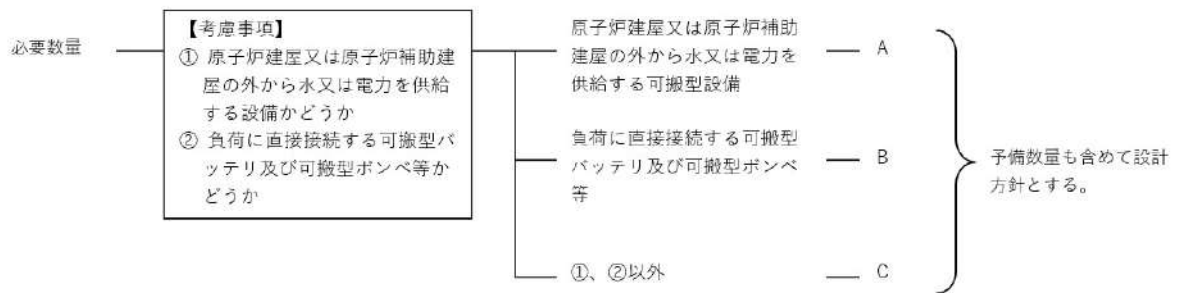 必要数量
【考慮事項】
① 原子炉建屋又は原子炉補助建
屋の外から水又は電力を供給
する設備かどうか
② 負荷に直接接続する可搬型バ
ッテリ及び可搬型ボンベ等か
どうか
原子炉建屋又は原子炉補助
建屋の外から水又は電力を
供給する可搬型設備
A
負荷に直接接続する可搬型
バッテリ及び可搬型ボンベ
等
B
①、②以外
C
予備数量も含めて設計
方針とする。